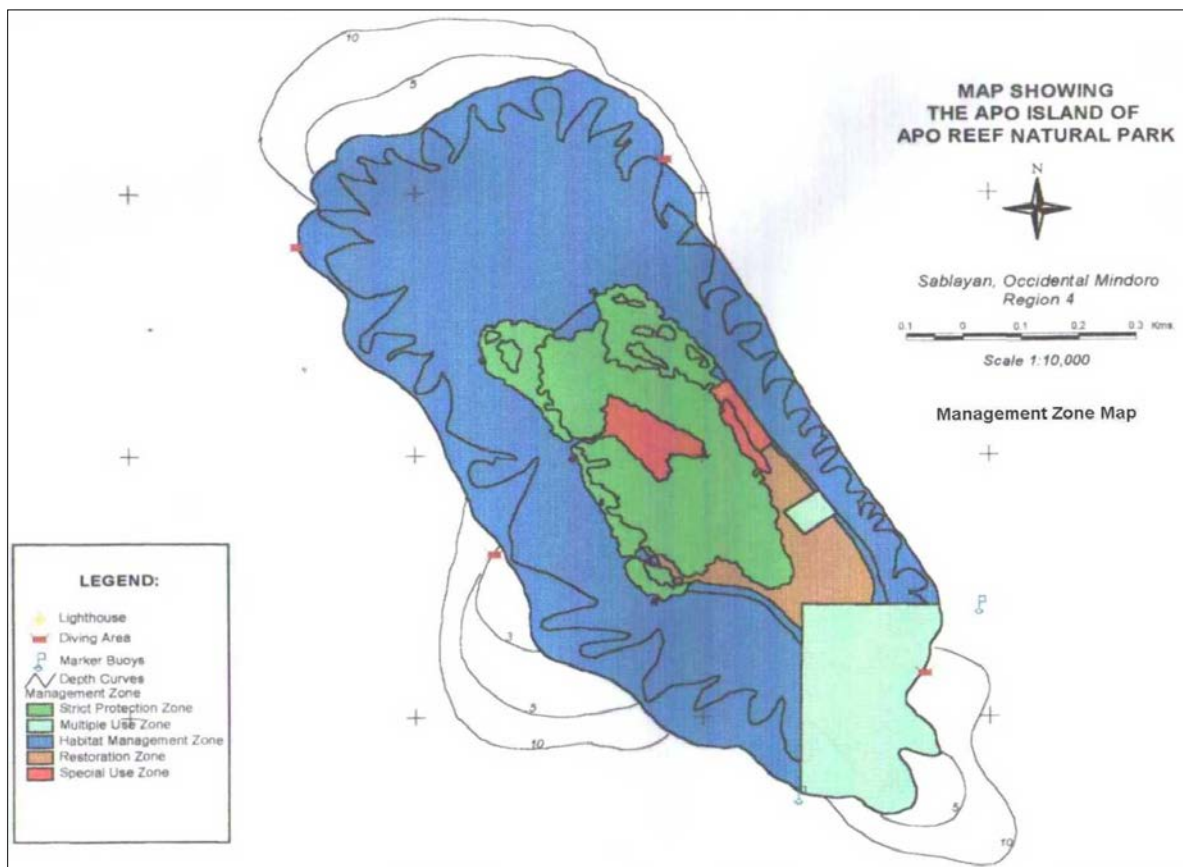 MAP SHOWING
THE APO ISLAND OF
APO REEF NATURAL PARK
N
Sablayan, Occidental Mindoro
Region 4
0.1 0 0.1 0.2 0.3 Kms.
Scale 1:10,000
Management Zone Map
10
5
3
5
10
5
10
LEGEND:
Lighthouse
Diving Area
Marker Buoys
Depth Curves
Management Zone
Strict Protection Zone
Multiple Use Zone
Habitat Management Zone
Restoration Zone
Special Use Zone